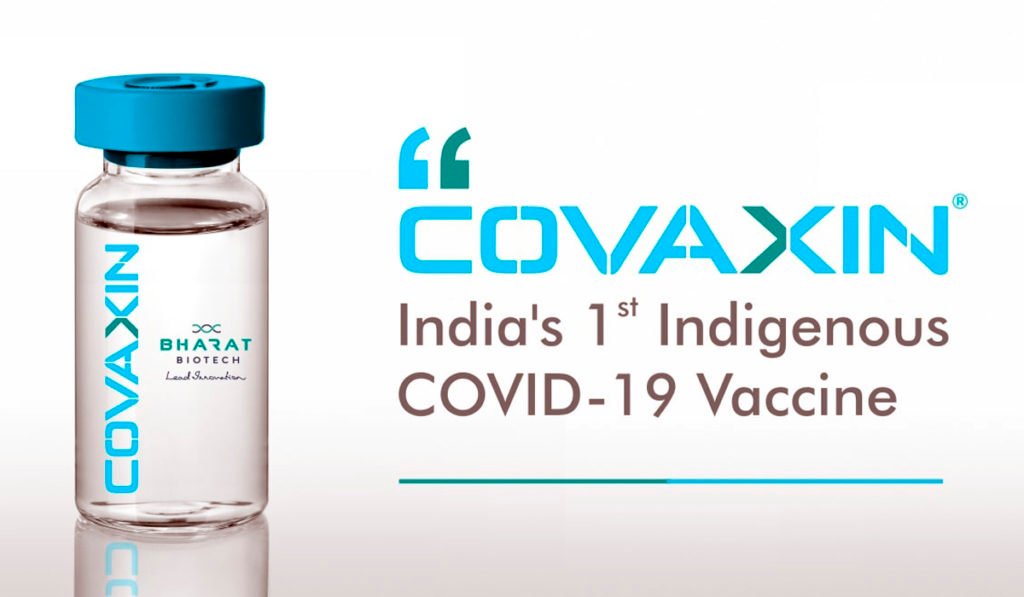 COVAXIN
BHARAT
BIOTECH
Lead Innovation
“
COVAXIN®
India's 1st Indigenous
COVID-19 Vaccine